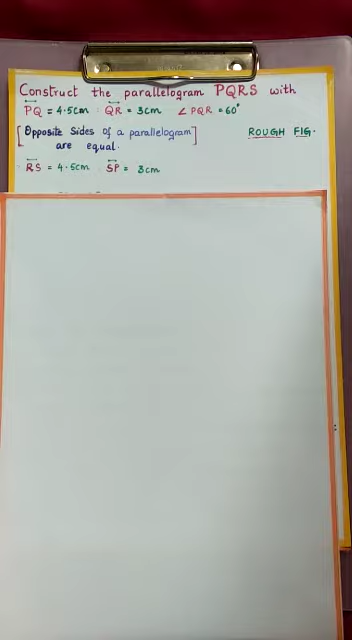 Construct the parallelogram PQRS with
PQ = 4.5cm QR = 3cm ∠PQR = 60°
[Opposite sides of a parallelogram]
are equal.
ROUGH FIG.
RS = 4.5cm SP = 3cm